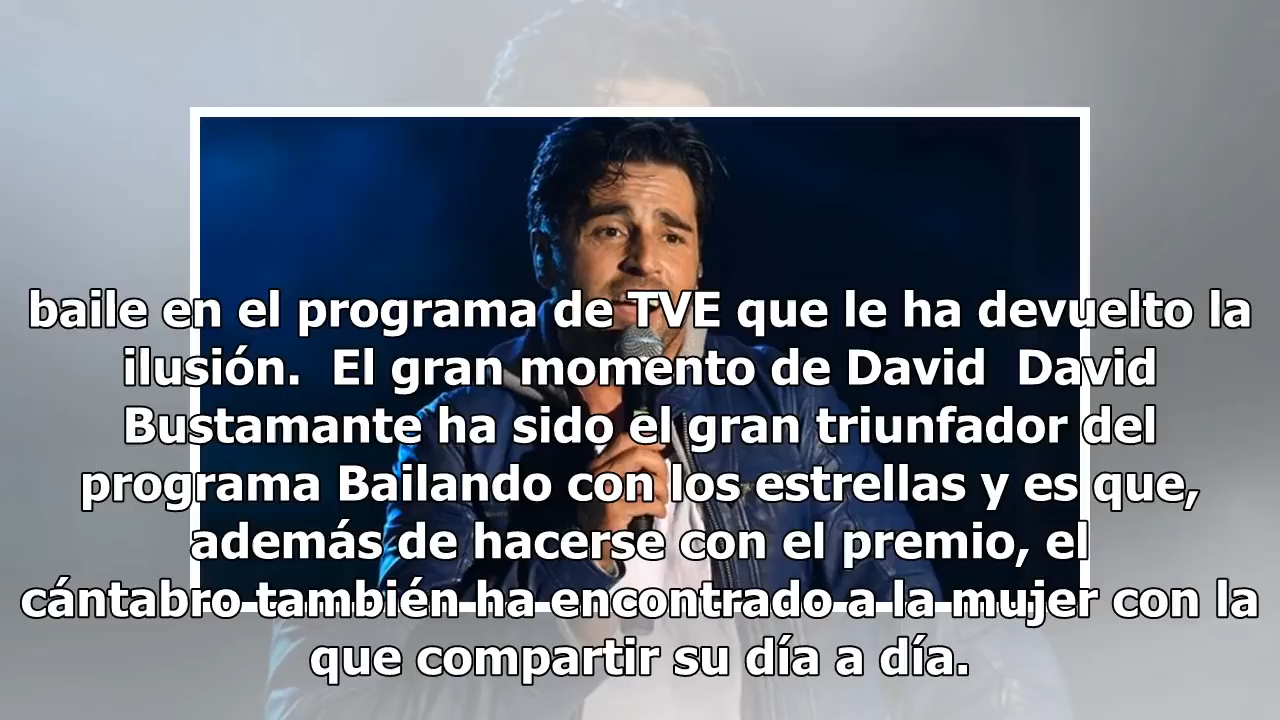 baile en el programa de TVE que le ha devuelto la
ilusión.  El gran momento de David  David
Bustamante ha sido el gran triunfador del
programa Bailando con los estrellas y es que,
además de hacerse con el premio, el
cántabro también ha encontrado a la mujer con la
que compartir su día a día.